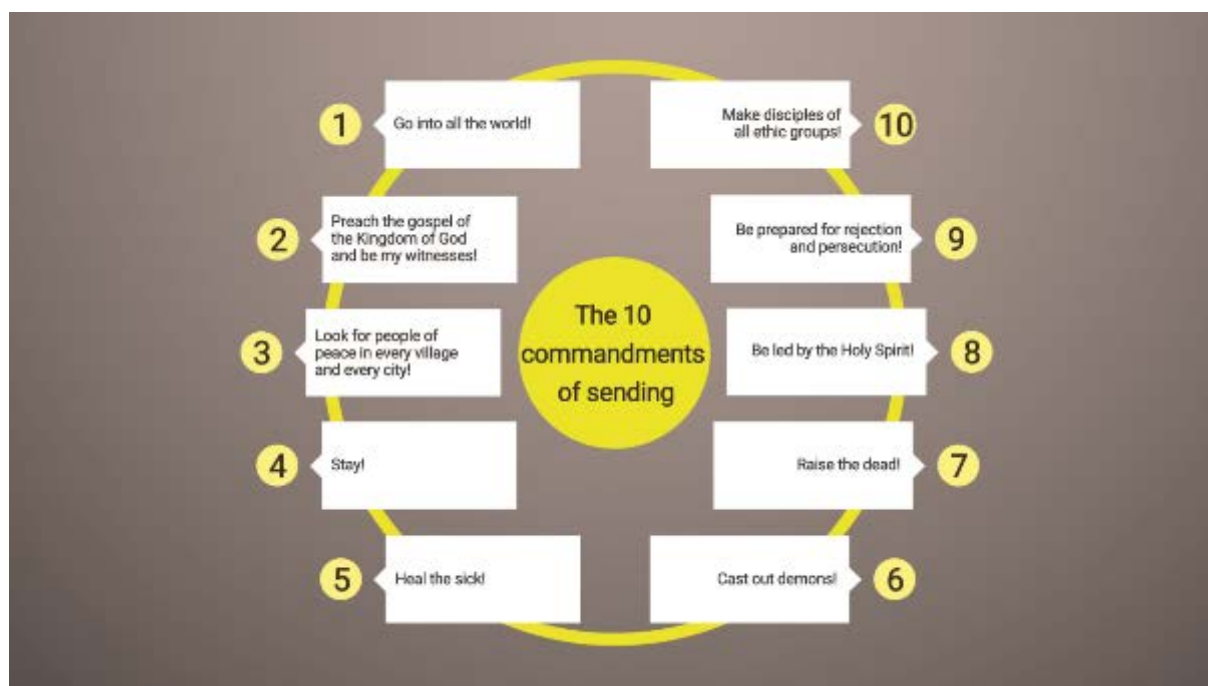 1
Go into all the world!
2
Preach the gospel of
the Kingdom of God
and be my witnesses!
3
Look for people of
peace in every village
and every city!
4
Stay!
5
Heal the sick!
The 10
commandments
of sending
6
Cast out demons!
7
Raise the dead!
8
Be led by the Holy Spirit!
9
Be prepared for rejection
and persecution!
10
Make disciples of
all ethic groups!